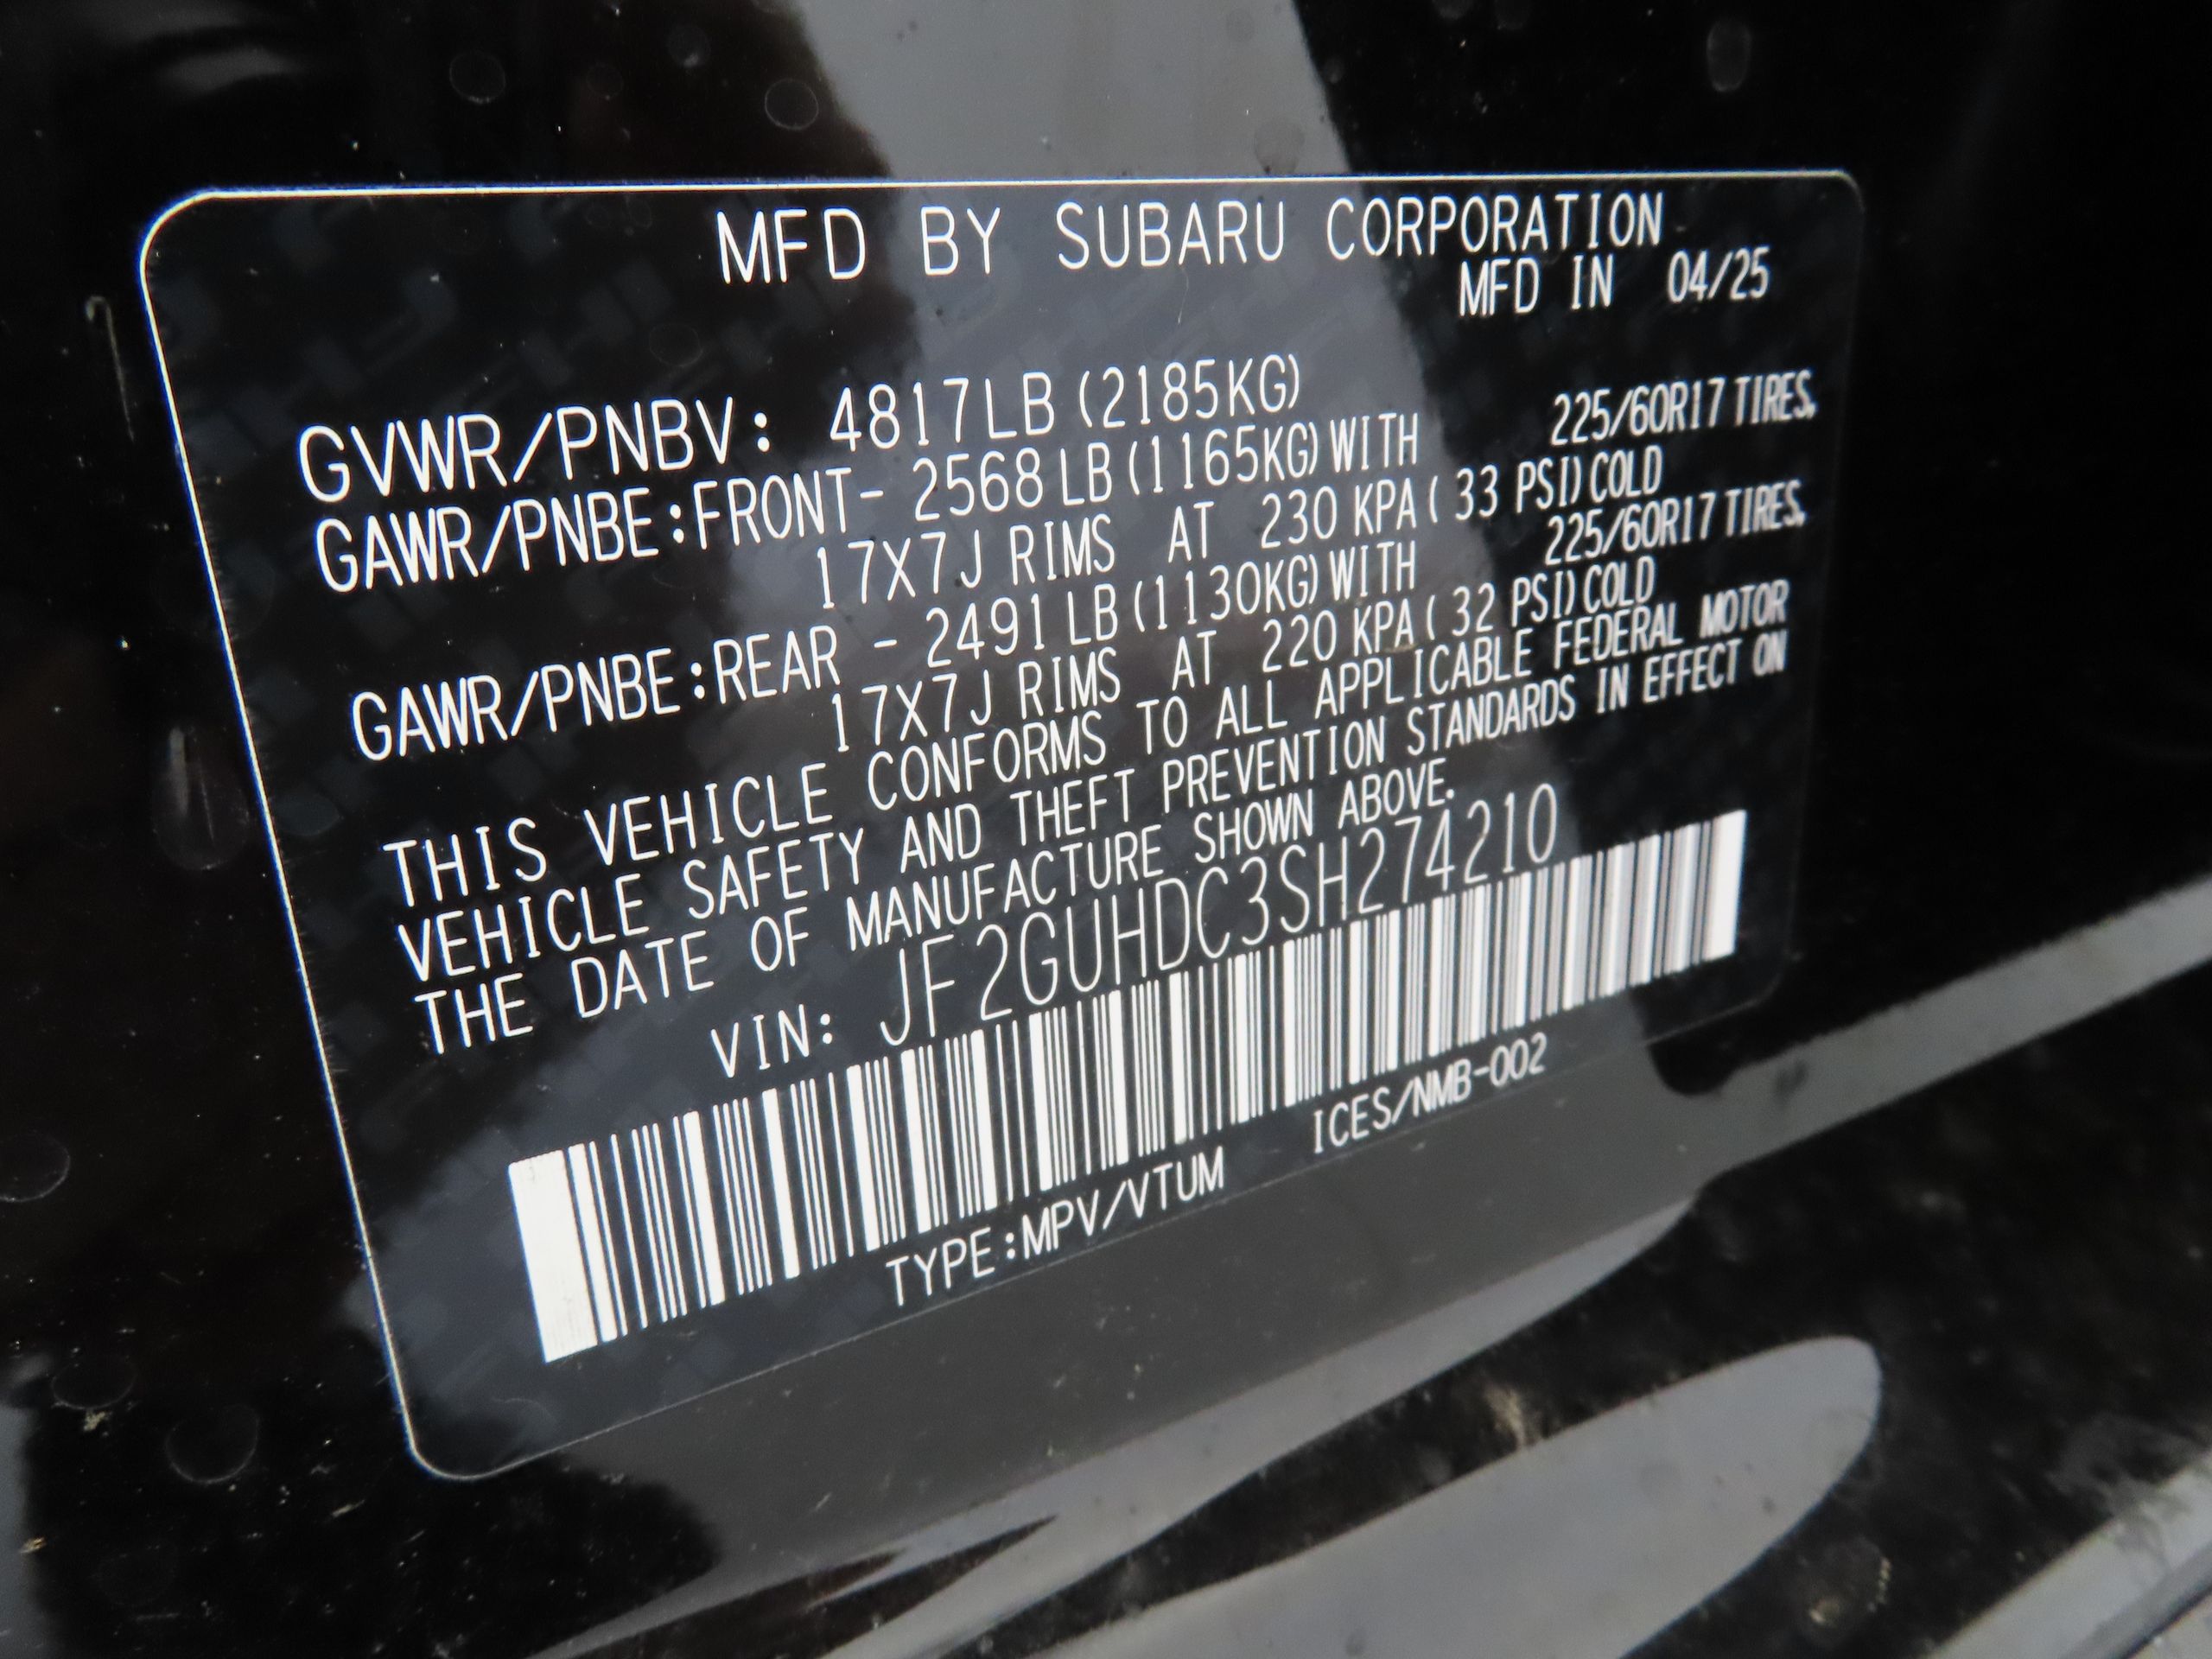 MFD BY SUBARU CORPORATION
MFD IN 04/25
GVWR/PNBV: 4817LB (2185KG)
GAWR/PNBE:FRONT- 2568 LB (1165KG) WITH 225/60R17 TIRES,
17X7J RIMS AT 230 KPA ( 33 PSI) COLD
GAWR/PNBE:REAR - 2491 LB (1130KG) WITH 225/60R17 TIRES,
17X7J RIMS AT 220 KPA ( 32 PSI) COLD
THIS VEHICLE CONFORMS TO ALL APPLICABLE FEDERAL MOTOR
VEHICLE SAFETY AND THEFT PREVENTION STANDARDS IN EFFECT ON
THE DATE OF MANUFACTURE SHOWN ABOVE.
VIN: JF2GUHDC3SH274210
TYPE:MPV/VTUM ICES/NMB-002